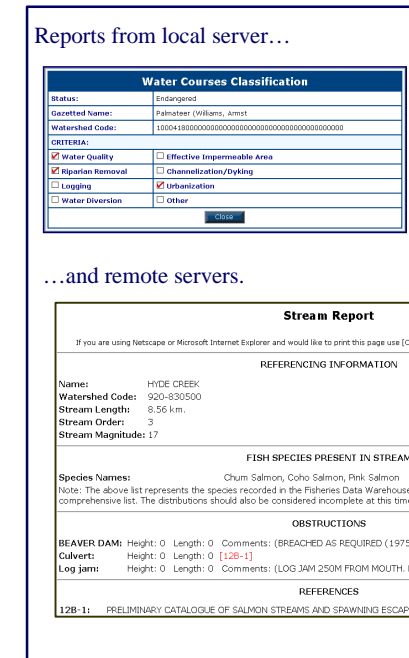 Reports from local server…
Water Courses Classification
Status: Endangered
Gazetted Name: Palmateer (Williams, Armst
Watershed Code: 1000418000000000000000000000000000000000000000
CRITERIA:
Water Quality Effective Impermeable Area
Riparian Removal Channelization/Dyking
Logging Urbanization
Water Diversion Other
Close
…and remote servers.
Stream Report
If you are using Netscape or Microsoft Internet Explorer and would like to print this page use [C
REFERENCING INFORMATION
Name: HYDE CREEK
Watershed Code: 920-830500
Stream Length: 8.56 km.
Stream Order: 3
Stream Magnitude: 17
FISH SPECIES PRESENT IN STREAM
Species Names: Chum Salmon, Coho Salmon, Pink Salmon
Note: The above list represents the species recorded in the Fisheries Data Warehouse
comprehensive list. The distributions should also be considered incomplete at this time
OBSTRUCTIONS
BEAVER DAM: Height: 0 Length: 0 Comments: (BREACHED AS REQUIRED (1975
Culvert: Height: 0 Length: 0 [12B-1]
Log jam: Height: 0 Length: 0 Comments: (LOG JAM 250M FROM MOUTH.
REFERENCES
12B-1: PRELIMINARY CATALOGUE OF SALMON STREAMS AND SPAWNING ESCAP